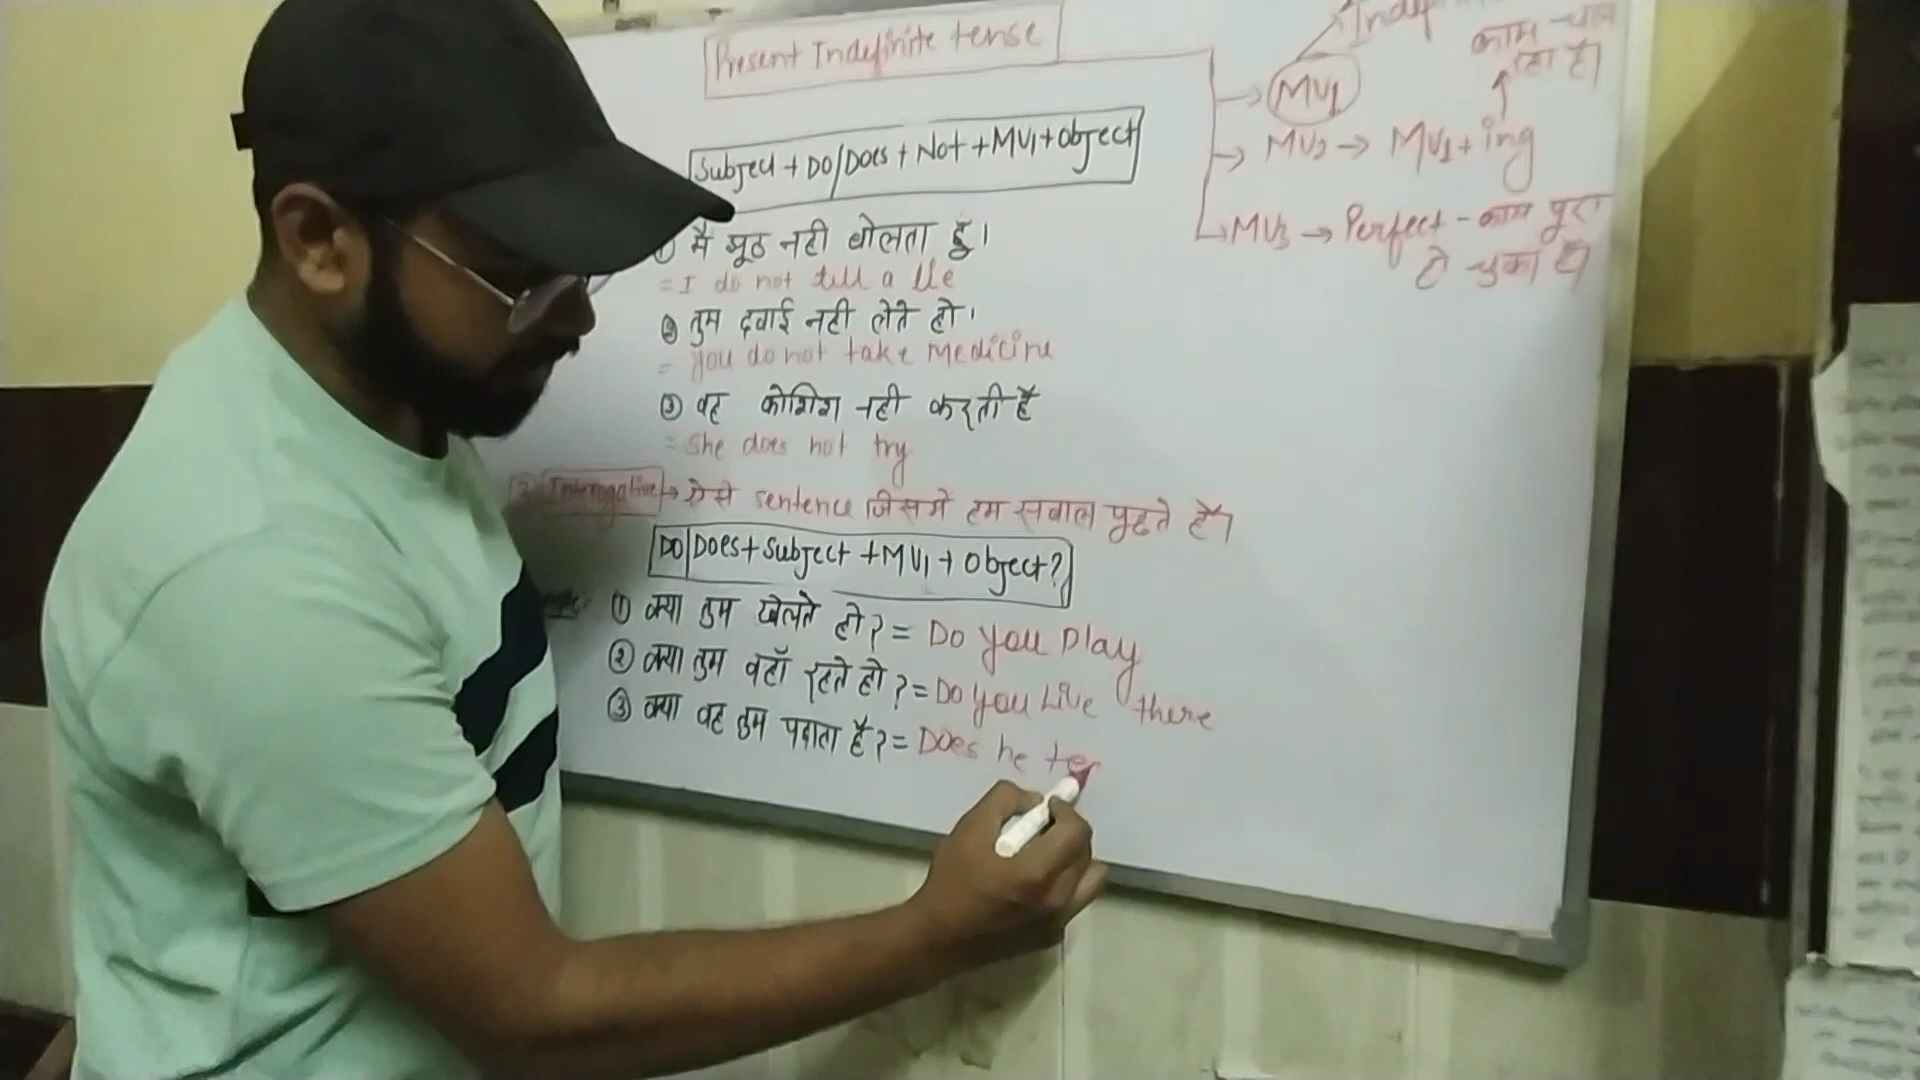 Present Indefinite tense
Subject + DO/Does + Not + MV1 + Object
① मै झूठ नही बोलता हूँ।
= I do not tell a lie
② तुम दवाई नही लेते हो।
= you do not take medicine
③ वह कोशिश नही करती है
= she does not try
Interrogative → ऐसे sentence जिसमे हम सवाल पूछते हैं।
DO/Does + Subject + MV1 + Object?
① क्या तुम खेलते हो? = Do you play
② क्या तुम वहाँ रहते हो? = Do you Live there
③ क्या वह तुम पढाता है? = Does he te
→ MV1
काम
रहा है।
→ MV2 → MV1 + ing
→ MV3 → Perfect - काम पूरा
हो चुका है।